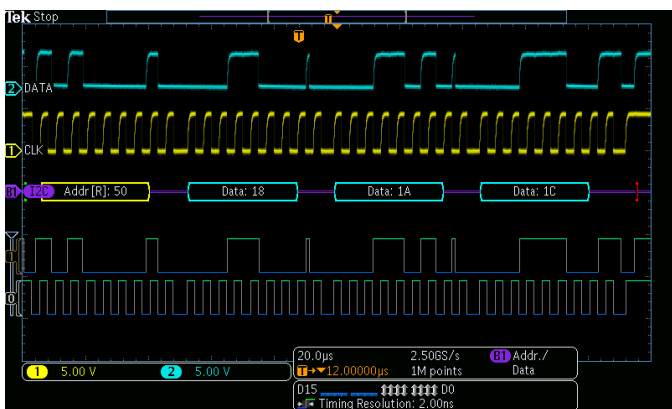 Tek Stop
T
T
2 DATA
1 CLK
B1 I2C Addr[R]: 50 Data: 18 Data: 1A Data: 1C
1
0
20.0µs 2.50GS/s B1 Addr./
T→▼12.00000µs 1M points Data
1 5.00 V 2 5.00 V
D15 D0
Timing Resolution: 2.00ns